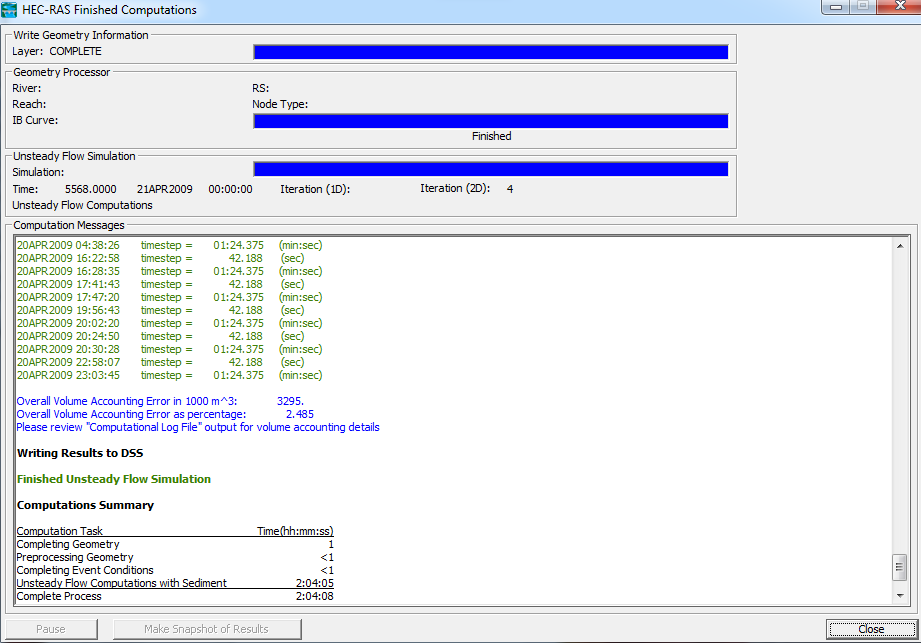 HEC-RAS Finished Computations
Write Geometry Information
Layer: COMPLETE
Geometry Processor
River: RS:
Reach: Node Type:
IB Curve:
Finished
Unsteady Flow Simulation
Simulation:
Time: 5568.0000 21APR2009 00:00:00 Iteration (1D): Iteration (2D): 4
Unsteady Flow Computations
Computation Messages
20APR2009 04:38:26 timestep = 01:24.375 (min:sec)
20APR2009 16:22:58 timestep = 42.188 (sec)
20APR2009 16:28:35 timestep = 01:24.375 (min:sec)
20APR2009 17:41:43 timestep = 42.188 (sec)
20APR2009 17:47:20 timestep = 01:24.375 (min:sec)
20APR2009 19:56:43 timestep = 42.188 (sec)
20APR2009 20:02:20 timestep = 01:24.375 (min:sec)
20APR2009 20:24:50 timestep = 42.188 (sec)
20APR2009 20:30:28 timestep = 01:24.375 (min:sec)
20APR2009 22:58:07 timestep = 42.188 (sec)
20APR2009 23:03:45 timestep = 01:24.375 (min:sec)
Overall Volume Accounting Error in 1000 m^3: 3295.
Overall Volume Accounting Error as percentage: 2.485
Please review "Computational Log File" output for volume accounting details
Writing Results to DSS
Finished Unsteady Flow Simulation
Computations Summary
Computation Task Time(hh:mm:ss)
Completing Geometry 1
Preprocessing Geometry <1
Completing Event Conditions <1
Unsteady Flow Computations with Sediment 2:04:05
Complete Process 2:04:08
Pause Make Snapshot of Results Close